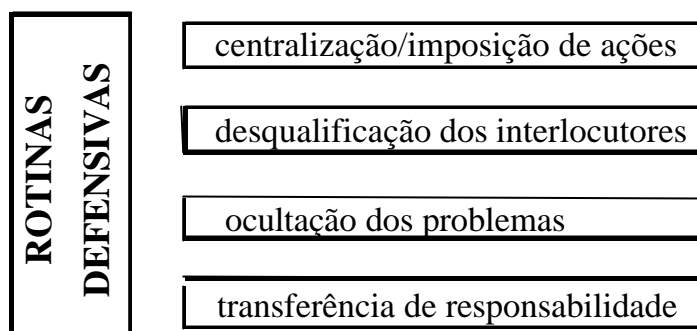 ROTINAS
DEFENSIVAS
centralização/imposição de ações
desqualificação dos interlocutores
ocultação dos problemas
transferência de responsabilidade